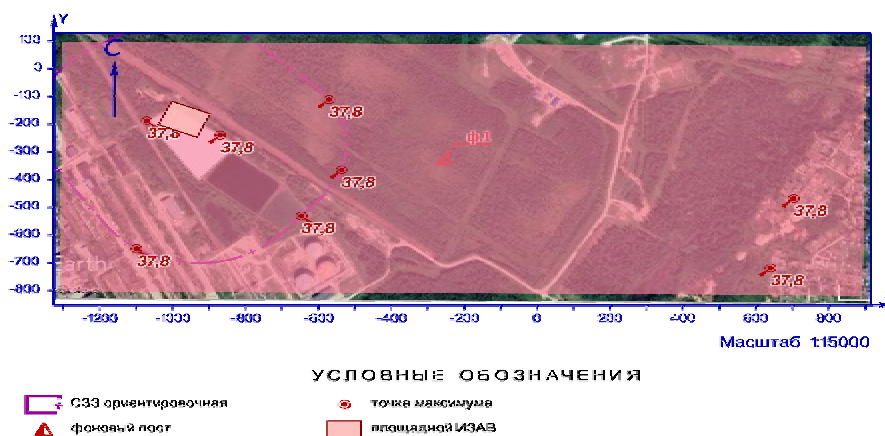 Y
100
С
0
-100
37,8
-200
37,8
37,8
ф1
-300
-400
37,8
-500
37,8
37,8
-600
37,8
-700
37,8
-800
-1200 -1000 -800 -600 -400 -200 0 200 400 600 800
Масштаб 1:15000
УСЛОВНЫЕ ОБОЗНАЧЕНИЯ
СЗЗ ориентировочная
точка максимума
фоновый пост
площадной ИЗАВ